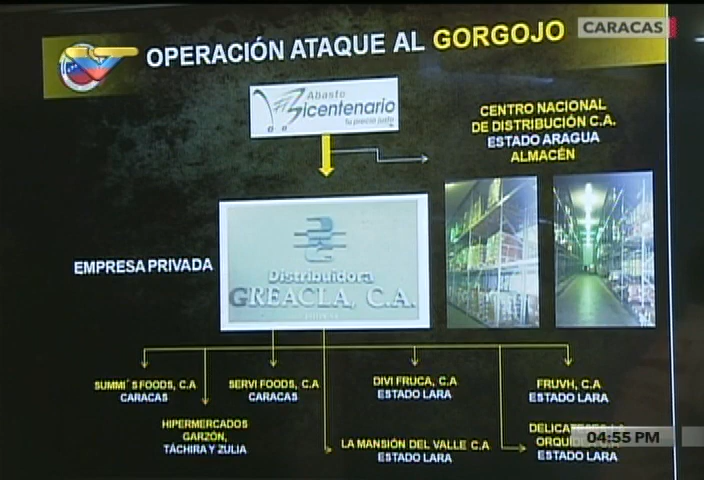 CARACAS
OPERACIÓN ATAQUE AL GORGOJO
Abasto
Bicentenario
Tu precio justo
CENTRO NACIONAL
DE DISTRIBUCIÓN C.A.
ESTADO ARAGUA
ALMACÉN
EMPRESA PRIVADA
Distribuidora
GREACLA, C.A.
SUMMI´S FOODS, C.A
CARACAS
SERVI FOODS, C.A
CARACAS
DIVI FRUCA, C.A
ESTADO LARA
FRUVH, C.A
ESTADO LARA
HIPERMERCADOS
GARZÓN,
TÁCHIRA Y ZULIA
LA MANSIÓN DEL VALLE C.A
ESTADO LARA
LA
ESTADO LARA
04:55 PM